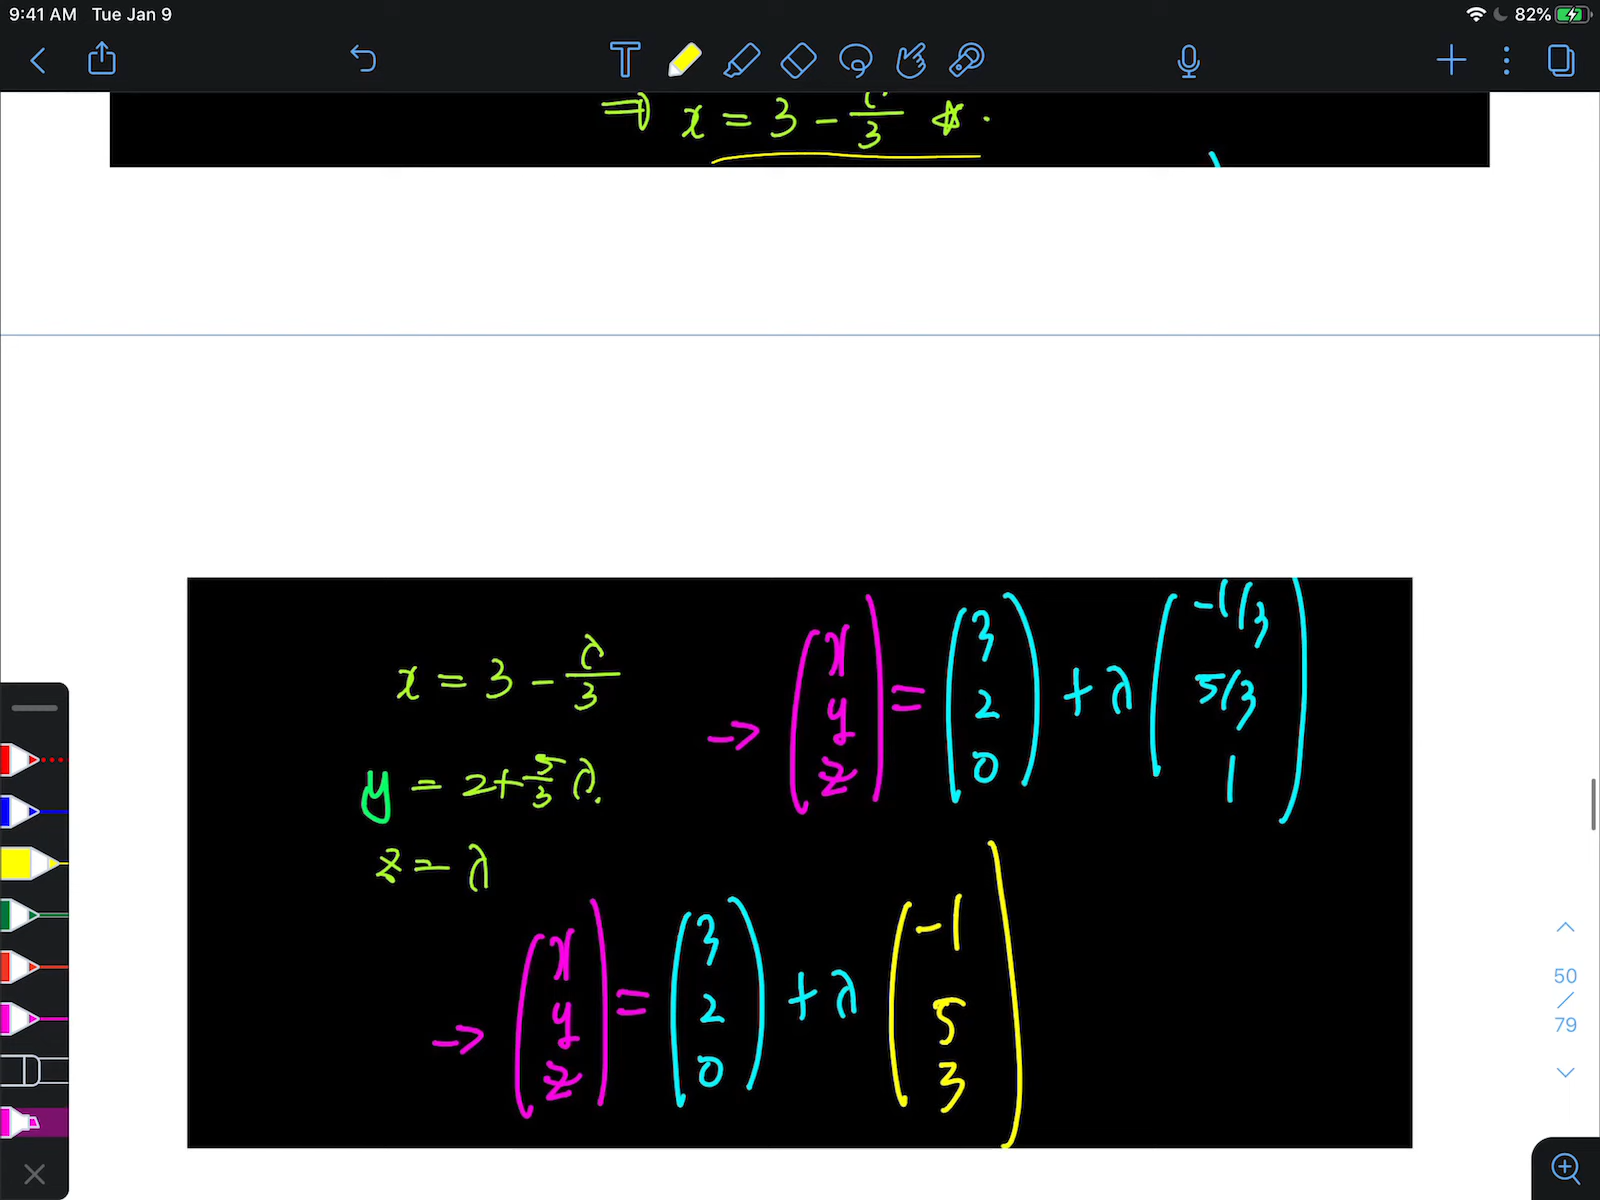 9:41 AM Tue Jan 9
82%
⇒ x = 3 - λ/3 *.
x = 3 - λ/3
y = 2 + 5/3 λ.
z = λ
→ (x y z) = (3 2 0) + λ (-1/3 5/3 1)
→ (x y z) = (3 2 0) + λ (-1 5 3)
50
/
79